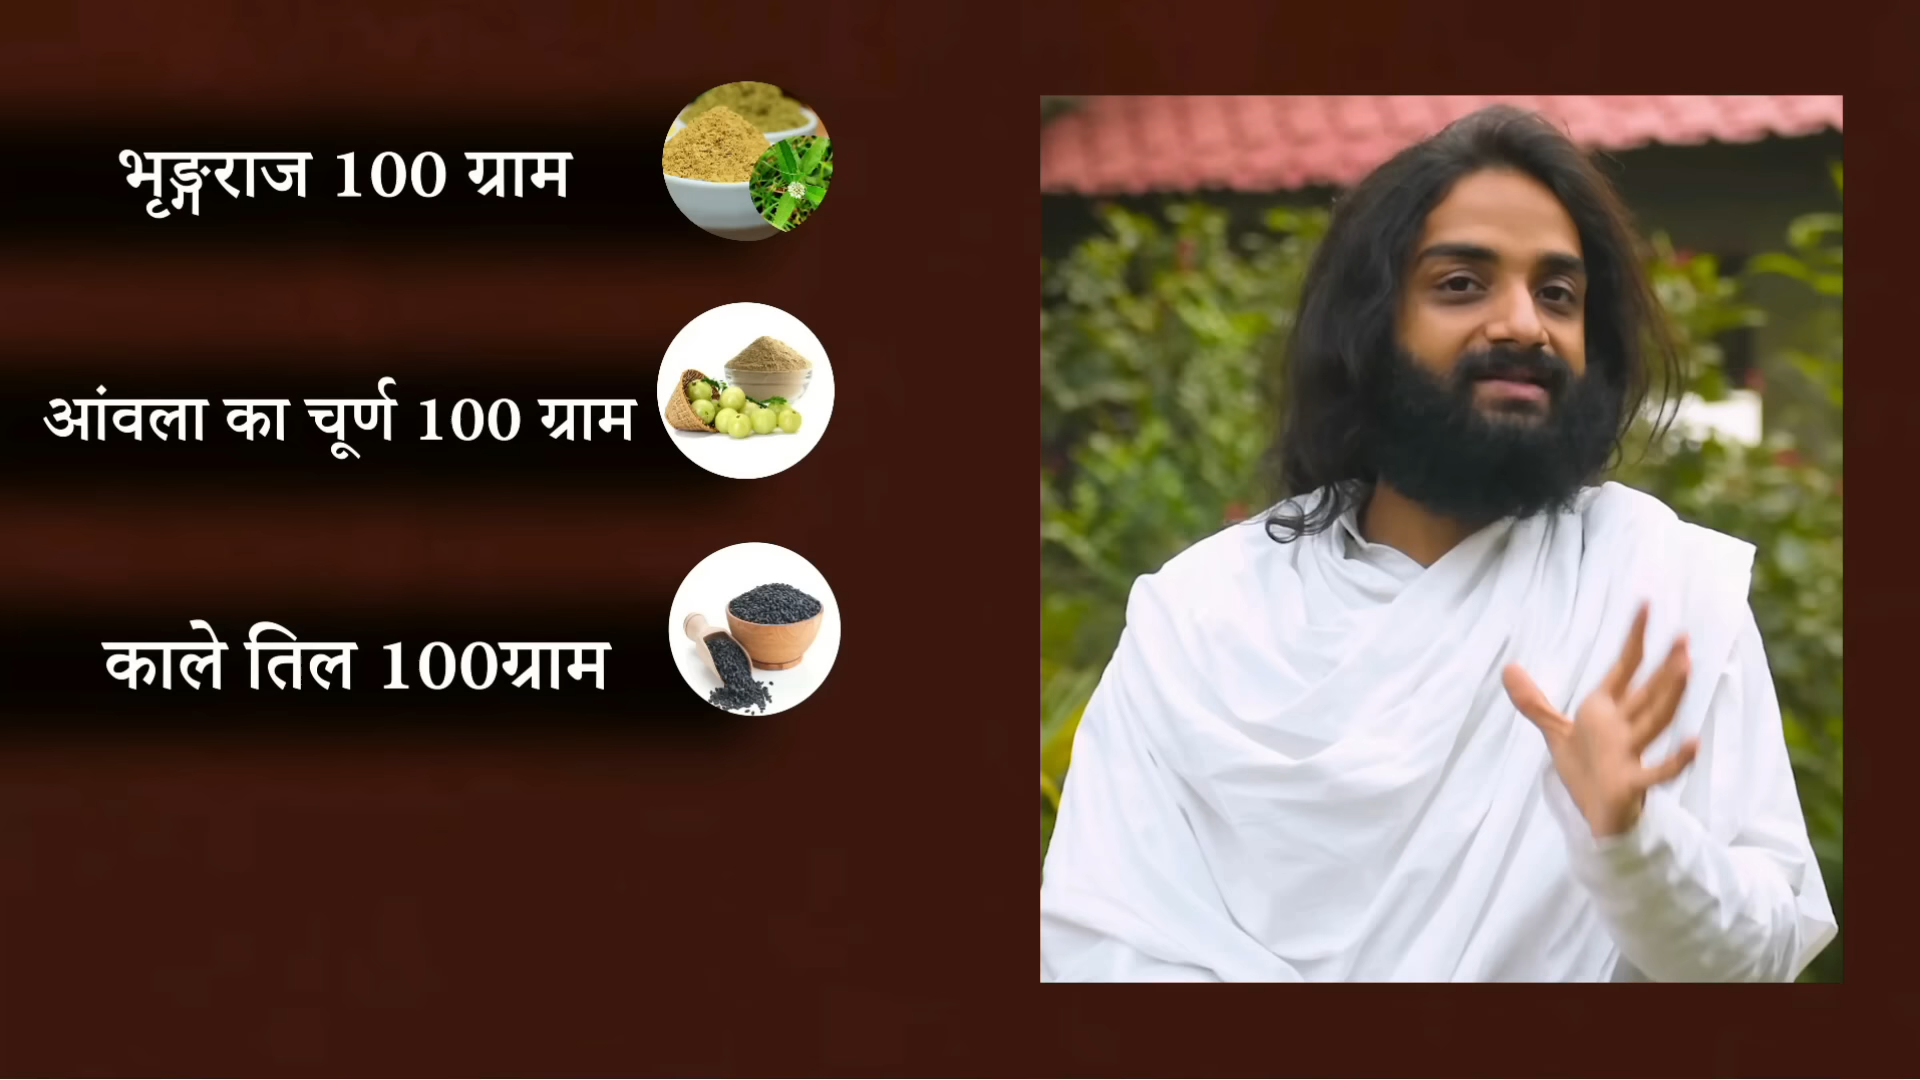 भृङ्गराज 100 ग्राम
आंवला का चूर्ण 100 ग्राम
काले तिल 100ग्राम